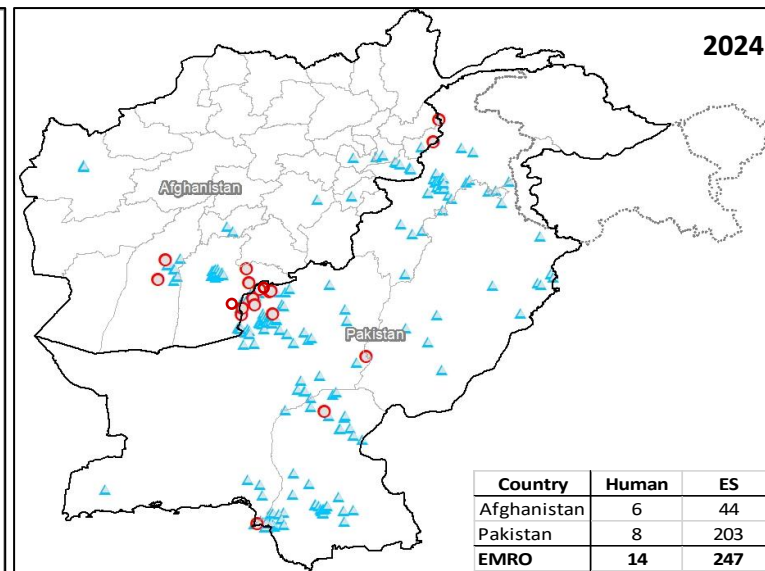 2024
Afghanistan
Pakistan
Country Human ES
Afghanistan 6 44
Pakistan 8 203
EMRO 14 247